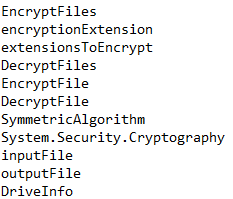 EncryptFiles
encryptionExtension
extensionsToEncrypt
DecryptFiles
EncryptFile
DecryptFile
SymmetricAlgorithm
System.Security.Cryptography
inputFile
outputFile
DriveInfo